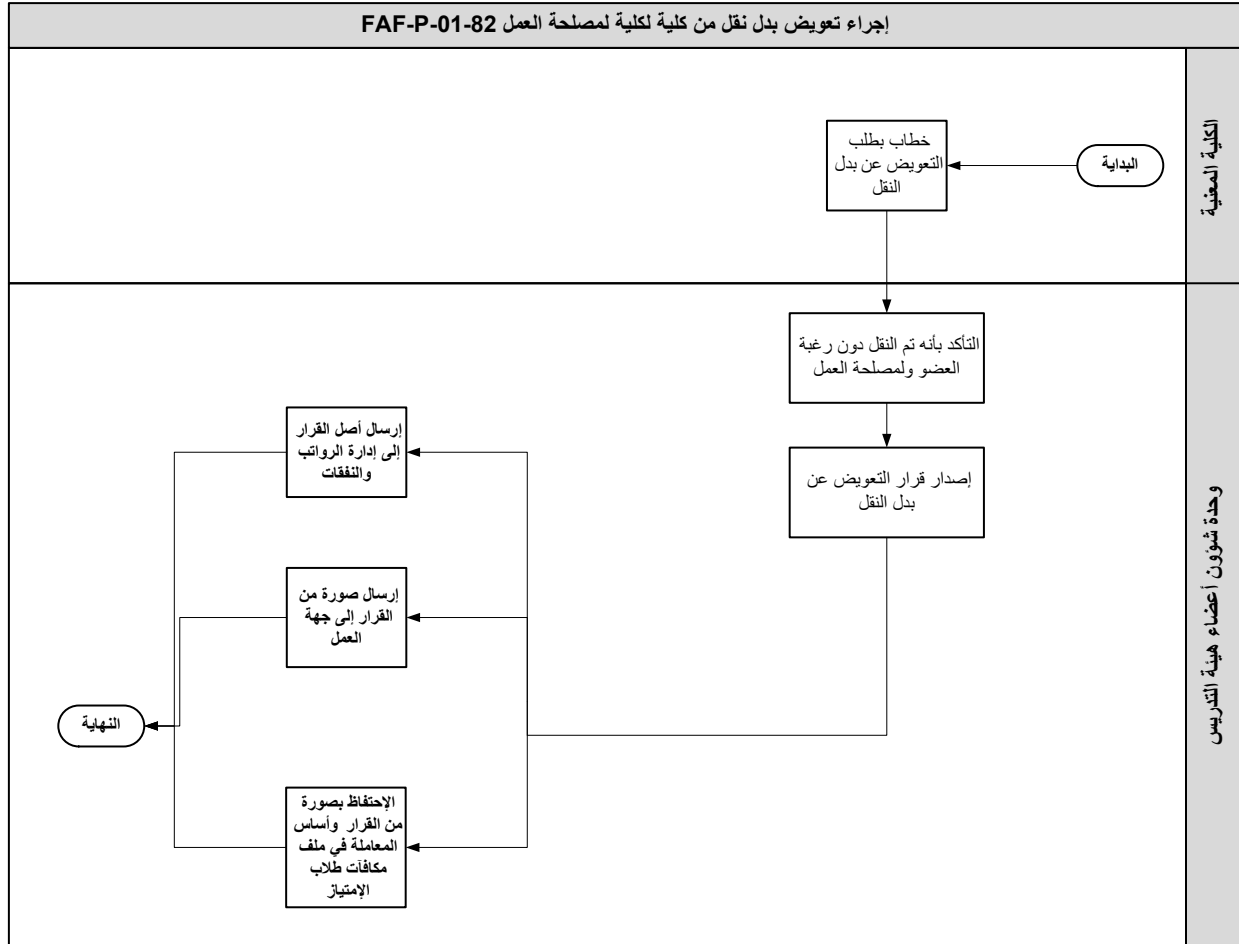 إجراء تعويض بدل نقل من كلية لكلية لمصلحة العمل FAF-P-01-82
الكلية المعنية
البداية
خطاب بطلب
التعويض عن بدل
النقل
وحدة شؤون أعضاء هيئة التدريس
التأكد بأنه تم النقل دون رغبة
العضو ولمصلحة العمل
إصدار قرار التعويض عن
بدل النقل
إرسال أصل القرار
إلى إدارة الرواتب
والنفقات
إرسال صورة من
القرار إلى جهة
العمل
الإحتفاظ بصورة
من القرار وأساس
المعاملة في ملف
مكافآت طلاب
الإمتياز
النهاية